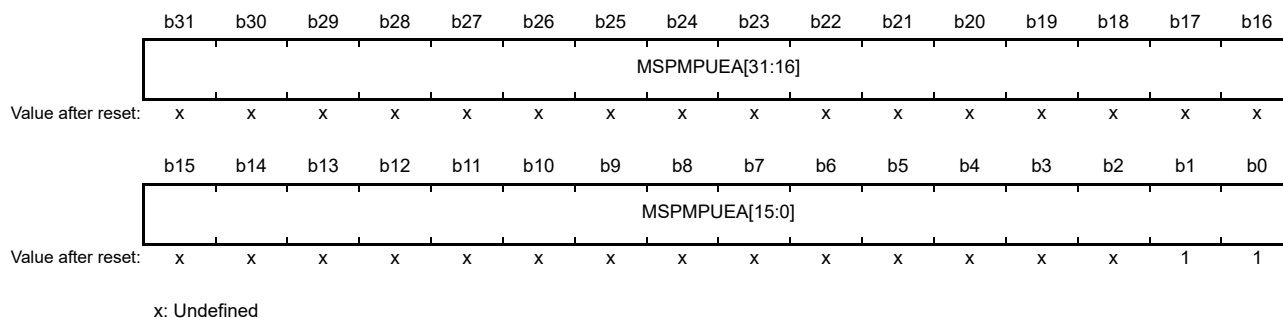 b31 b30 b29 b28 b27 b26 b25 b24 b23 b22 b21 b20 b19 b18 b17 b16
MSPMPUEA[31:16]
Value after reset: x x x x x x x x x x x x x x x x
b15 b14 b13 b12 b11 b10 b9 b8 b7 b6 b5 b4 b3 b2 b1 b0
MSPMPUEA[15:0]
Value after reset: x x x x x x x x x x x x x x 1 1
x: Undefined